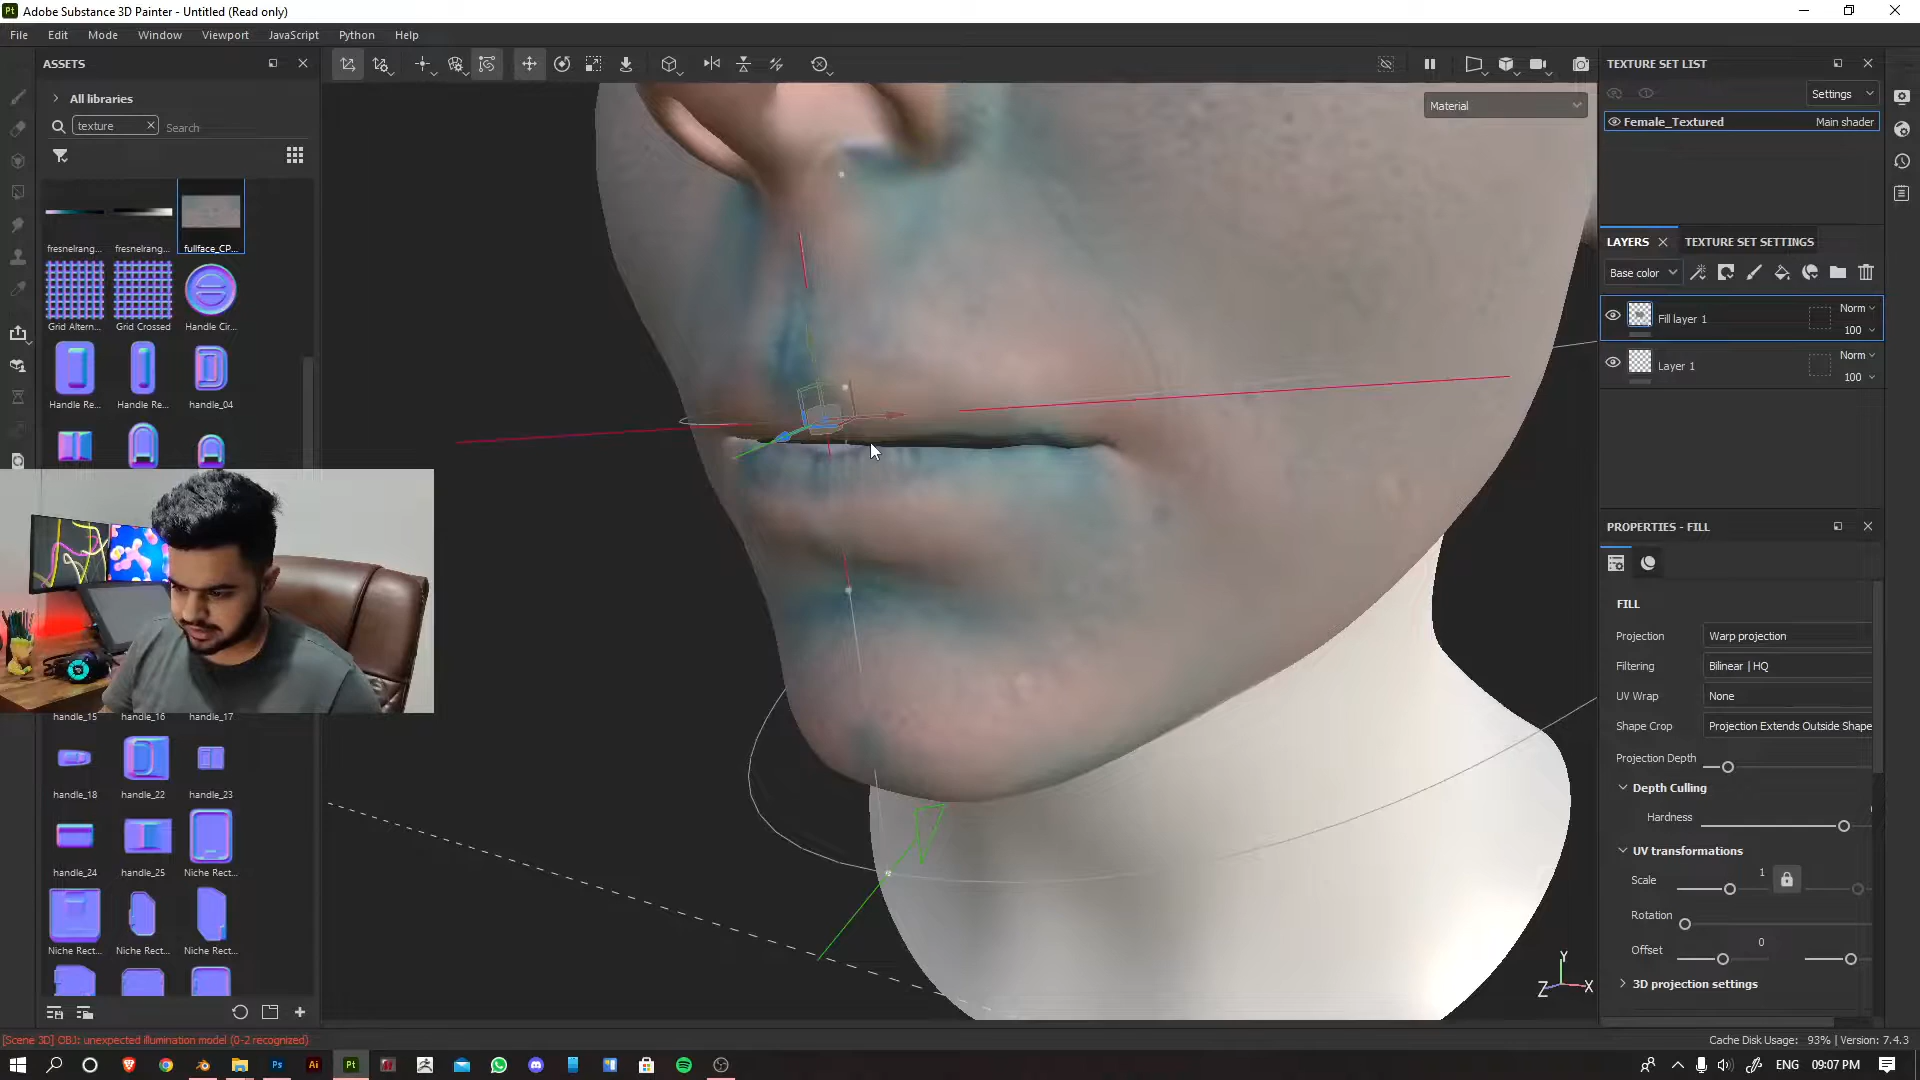 Adobe Substance 3D Painter - Untitled (Read only)
File Edit Mode Window Viewport JavaScript Python Help
ASSETS
All libraries
texture
Search
fresnelrang... fresnelrang... fullface_CP...
Grid Altern... Grid Crossed Handle Cir...
Handle Re... Handle Re... handle_04
handle_15 handle_16 handle_17
handle_18 handle_22 handle_23
handle_24 handle_25 Niche Rect...
Niche Rect... Niche Rect... Niche Rect...
Material
TEXTURE SET LIST
Settings
Female_Textured Main shader
LAYERS TEXTURE SET SETTINGS
Base color
Fill layer 1
Norm
100
Layer 1
Norm
100
PROPERTIES - FILL
FILL
Projection Warp projection
Filtering Bilinear | HQ
UV Wrap None
Shape Crop Projection Extends Outside Shape
Projection Depth
Depth Culling
Hardness
UV transformations
Scale 1
Rotation
Offset 0
3D projection settings
Y
Z X
[Scene 3D] OBJ: unexpected illumination model (0-2 recognized)
Cache Disk Usage: 93% | Version: 7.4.3
Ps Ai Pt
ENG 09:07 PM